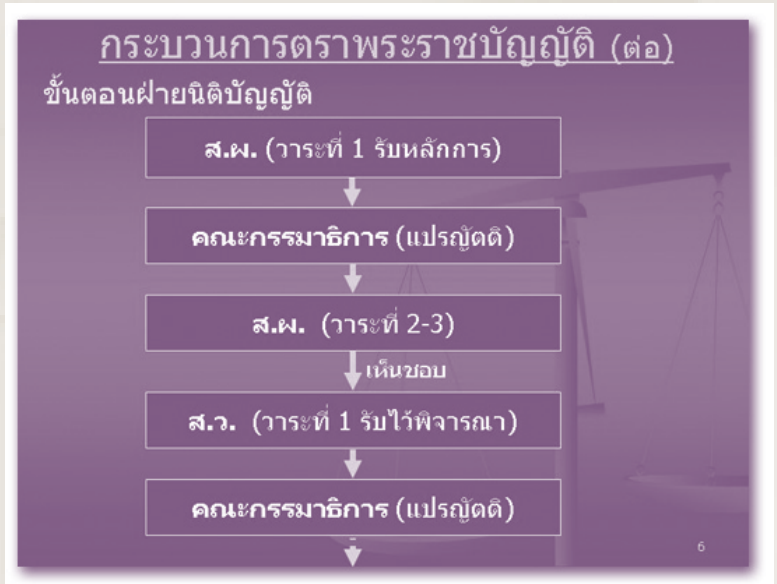 กระบวนการตราพระราชบัญญัติ (ต่อ)
ขั้นตอนฝ่ายนิติบัญญัติ
ส.ผ. (วาระที่ 1 รับหลักการ)
คณะกรรมาธิการ (แปรญัตติ)
ส.ผ. (วาระที่ 2-3)
เห็นชอบ
ส.ว. (วาระที่ 1 รับไว้พิจารณา)
คณะกรรมาธิการ (แปรญัตติ)
6